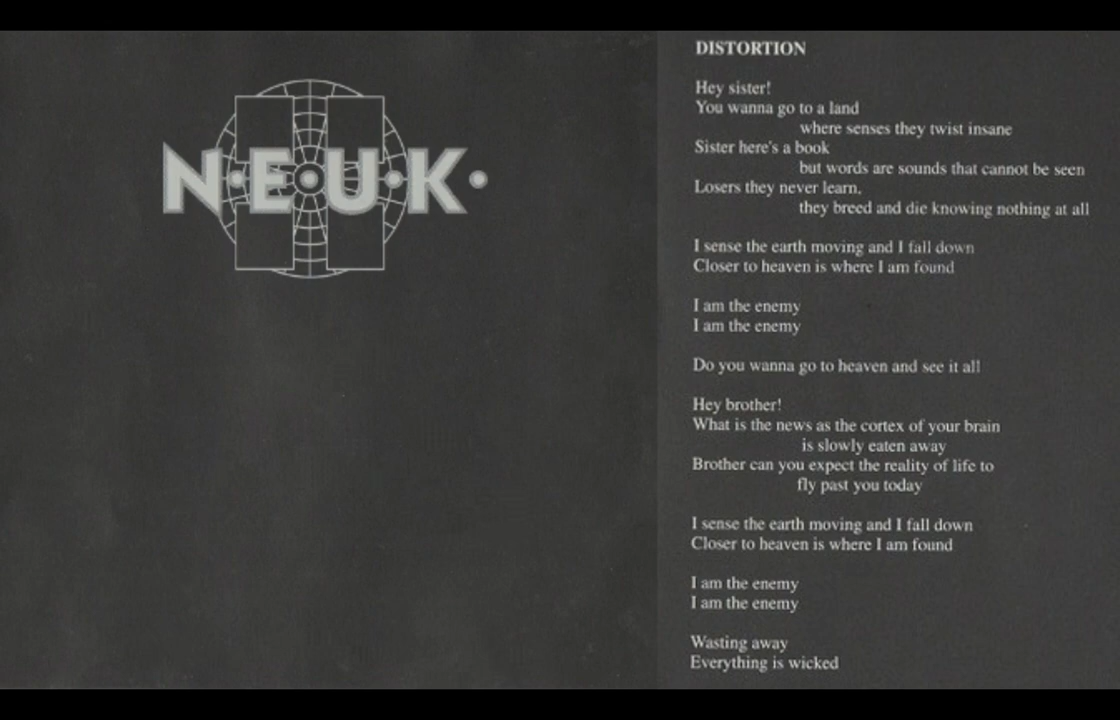 N·E·U·K·
DISTORTION
Hey sister!
You wanna go to a land
where senses they twist insane
Sister here's a book
but words are sounds that cannot be seen
Losers they never learn,
they breed and die knowing nothing at all
I sense the earth moving and I fall down
Closer to heaven is where I am found
I am the enemy
I am the enemy
Do you wanna go to heaven and see it all
Hey brother!
What is the news as the cortex of your brain
is slowly eaten away
Brother can you expect the reality of life to
fly past you today
I sense the earth moving and I fall down
Closer to heaven is where I am found
I am the enemy
I am the enemy
Wasting away
Everything is wicked